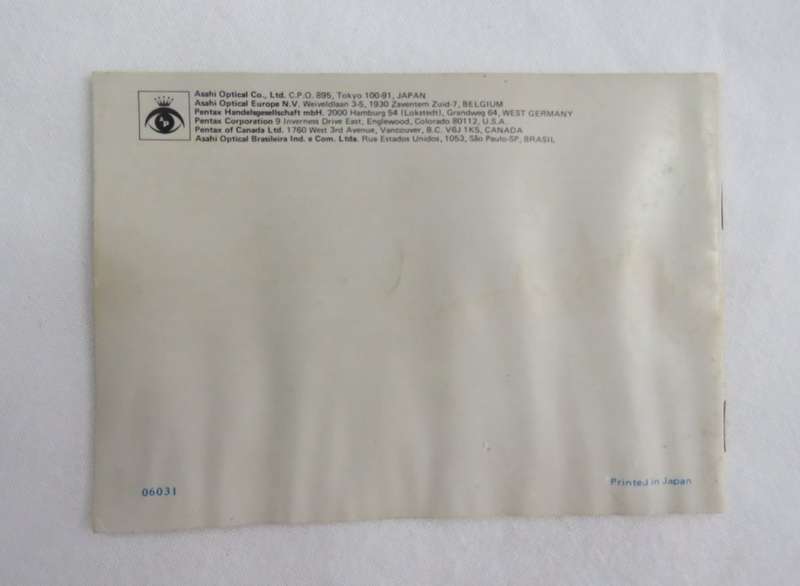 Asahi Optical Co., Ltd. C.P.O. 895, Tokyo 100-91, JAPAN
Asahi Optical Europe N.V. Weiveldlaan 3-5, 1930 Zaventem Zuid-7, BELGIUM
Pentax Handelsgesellschaft mbH. 2000 Hamburg 54 (Lokstedt), Grandweg 64, WEST GERMANY
Pentax Corporation 9 Inverness Drive East, Englewood, Colorado 80112, U.S.A.
Pentax of Canada Ltd. 1760 West 3rd Avenue, Vancouver, B.C. V6J 1K5, CANADA
Asahi Optical Brasileira Ind. e Com. Ltda. Rua Estados Unidos, 1053, São Paulo-SP, BRASIL
06031
Printed in Japan